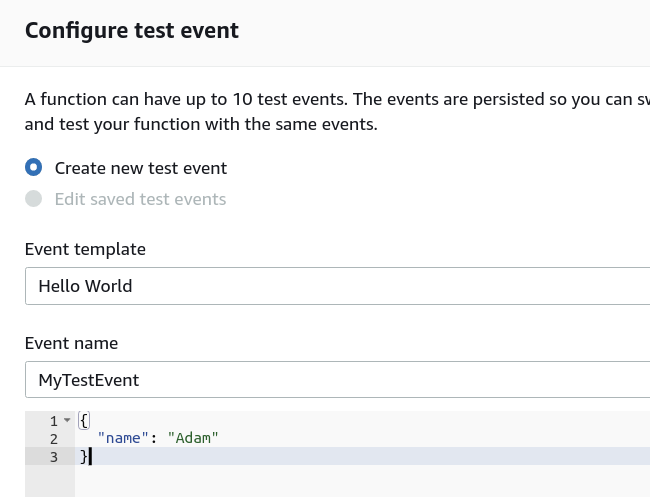 Configure test event
A function can have up to 10 test events. The events are persisted so you can
and test your function with the same events.
Create new test event
Edit saved test events
Event template
Hello World
Event name
MyTestEvent
1 {
2 "name": "Adam"
3 }